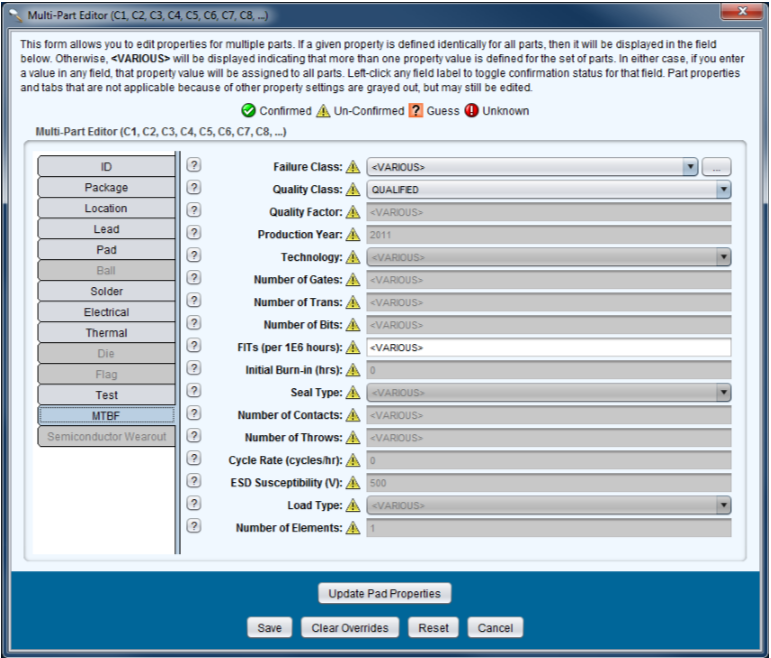 Multi-Part Editor (C1, C2, C3, C4, C5, C6, C7, C8, ...)
This form allows you to edit properties for multiple parts. If a given property is defined identically for all parts, then it will be displayed in the field
below. Otherwise, <VARIOUS> will be displayed indicating that more than one property value is defined for the set of parts. In either case, if you enter
a value in any field, that property value will be assigned to all parts. Left-click any field label to toggle confirmation status for that field. Part properties
and tabs that are not applicable because of other property settings are grayed out, but may still be edited.
Confirmed Un-Confirmed ? Guess Unknown
Multi-Part Editor (C1, C2, C3, C4, C5, C6, C7, C8, ...)
ID
Package
Location
Lead
Pad
Ball
Solder
Electrical
Thermal
Die
Flag
Test
MTBF
Semiconductor Wearout
? Failure Class: <VARIOUS> ...
? Quality Class: QUALIFIED
? Quality Factor: <VARIOUS>
? Production Year: 2011
? Technology: <VARIOUS>
? Number of Gates: <VARIOUS>
? Number of Trans: <VARIOUS>
? Number of Bits: <VARIOUS>
? FITs (per 1E6 hours): <VARIOUS>
? Initial Burn-in (hrs): 0
? Seal Type: <VARIOUS>
? Number of Contacts: <VARIOUS>
? Number of Throws: <VARIOUS>
? Cycle Rate (cycles/hr): 0
? ESD Susceptibility (V): 500
? Load Type: <VARIOUS>
? Number of Elements: 1
Update Pad Properties
Save Clear Overrides Reset Cancel